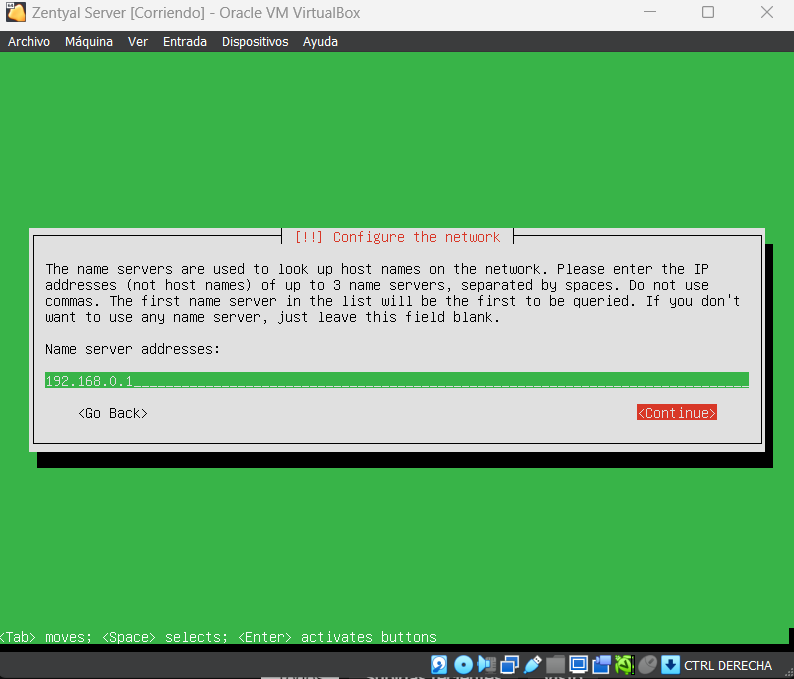 Zentyal Server [Corriendo] - Oracle VM VirtualBox
Archivo Máquina Ver Entrada Dispositivos Ayuda
[!!] Configure the network
The name servers are used to look up host names on the network. Please enter the IP
addresses (not host names) of up to 3 name servers, separated by spaces. Do not use
commas. The first name server in the list will be the first to be queried. If you don't
want to use any name server, just leave this field blank.
Name server addresses:
192.168.0.1
<Go Back> <Continue>
<Tab> moves; <Space> selects; <Enter> activates buttons
CTRL DERECHA